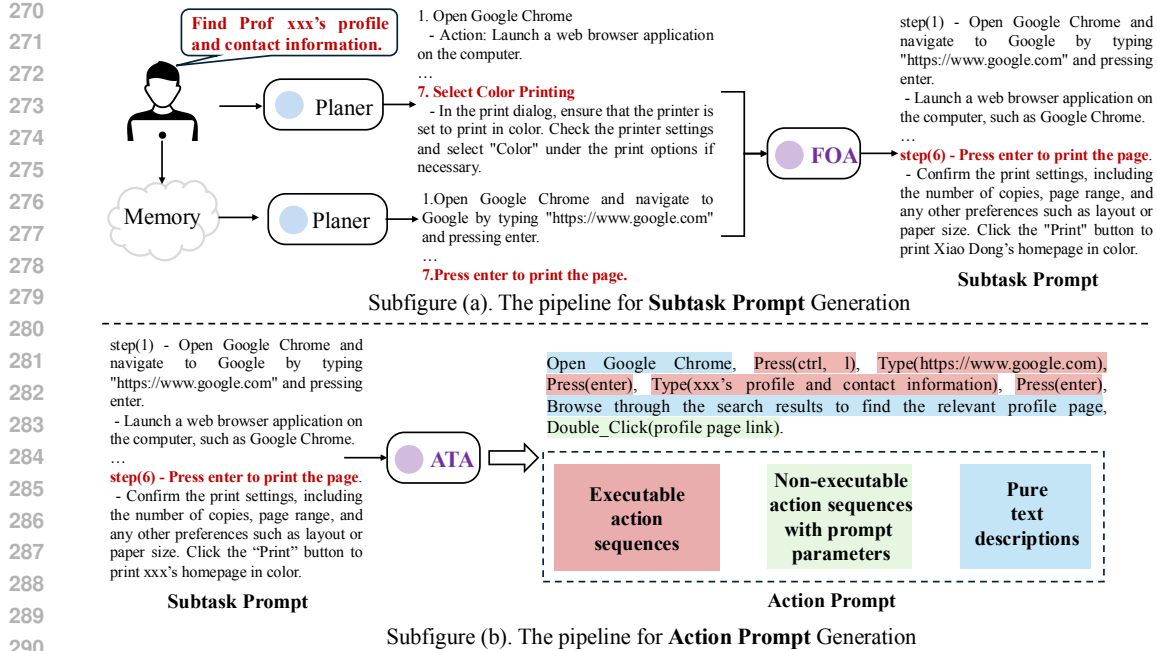 270
271
272
273
274
275
276
277
278
279
280
281
282
283
284
285
286
287
288
289
290
Find Prof xxx's profile
and contact information.
Planer
Memory
Planer
1. Open Google Chrome
- Action: Launch a web browser application
on the computer.
…
7. Select Color Printing
- In the print dialog, ensure that the printer is
set to print in color. Check the printer settings
and select "Color" under the print options if
necessary.
1.Open Google Chrome and navigate to
Google by typing "https://www.google.com"
and pressing enter.
…
7.Press enter to print the page.
FOA
step(1) - Open Google Chrome and
navigate to Google by typing
"https://www.google.com" and pressing
enter.
- Launch a web browser application on
the computer, such as Google Chrome.
…
step(6) - Press enter to print the page.
- Confirm the print settings, including
the number of copies, page range, and
any other preferences such as layout or
paper size. Click the "Print" button to
print Xiao Dong's homepage in color.
Subtask Prompt
Subfigure (a). The pipeline for Subtask Prompt Generation
step(1) - Open Google Chrome and
navigate to Google by typing
"https://www.google.com" and pressing
enter.
- Launch a web browser application on
the computer, such as Google Chrome.
…
step(6) - Press enter to print the page.
- Confirm the print settings, including
the number of copies, page range, and
any other preferences such as layout or
paper size. Click the “Print” button to
print xxx's homepage in color.
Subtask Prompt
ATA
Open Google Chrome, Press(ctrl, l), Type(https://www.google.com),
Press(enter), Type(xxx's profile and contact information), Press(enter),
Browse through the search results to find the relevant profile page,
Double_Click(profile page link).
Executable
action
sequences
Non-executable
action sequences
with prompt
parameters
Pure
text
descriptions
Action Prompt
Subfigure (b). The pipeline for Action Prompt Generation